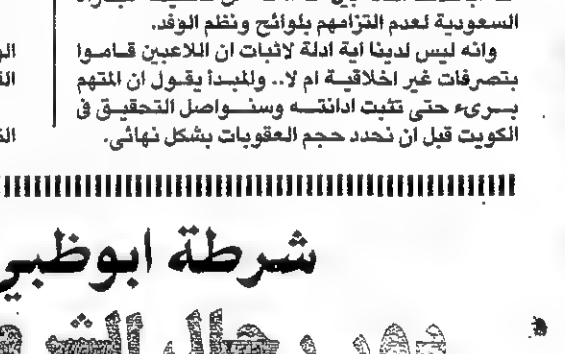 السعودية لعدم التزامهم بلوائح ونظم الوفد.
وانه ليس لدينا أية ادلة لاثبات ان اللاعبين قاموا
بتصرفات غير اخلاقية ام لا.. والمبدأ يقول ان المتهم
بريء حتى تثبت ادانته وسنواصل التحقيق في
الكويت قبل ان نحدد حجم العقوبات بشكل نهائي.
شرطة ابوظبي